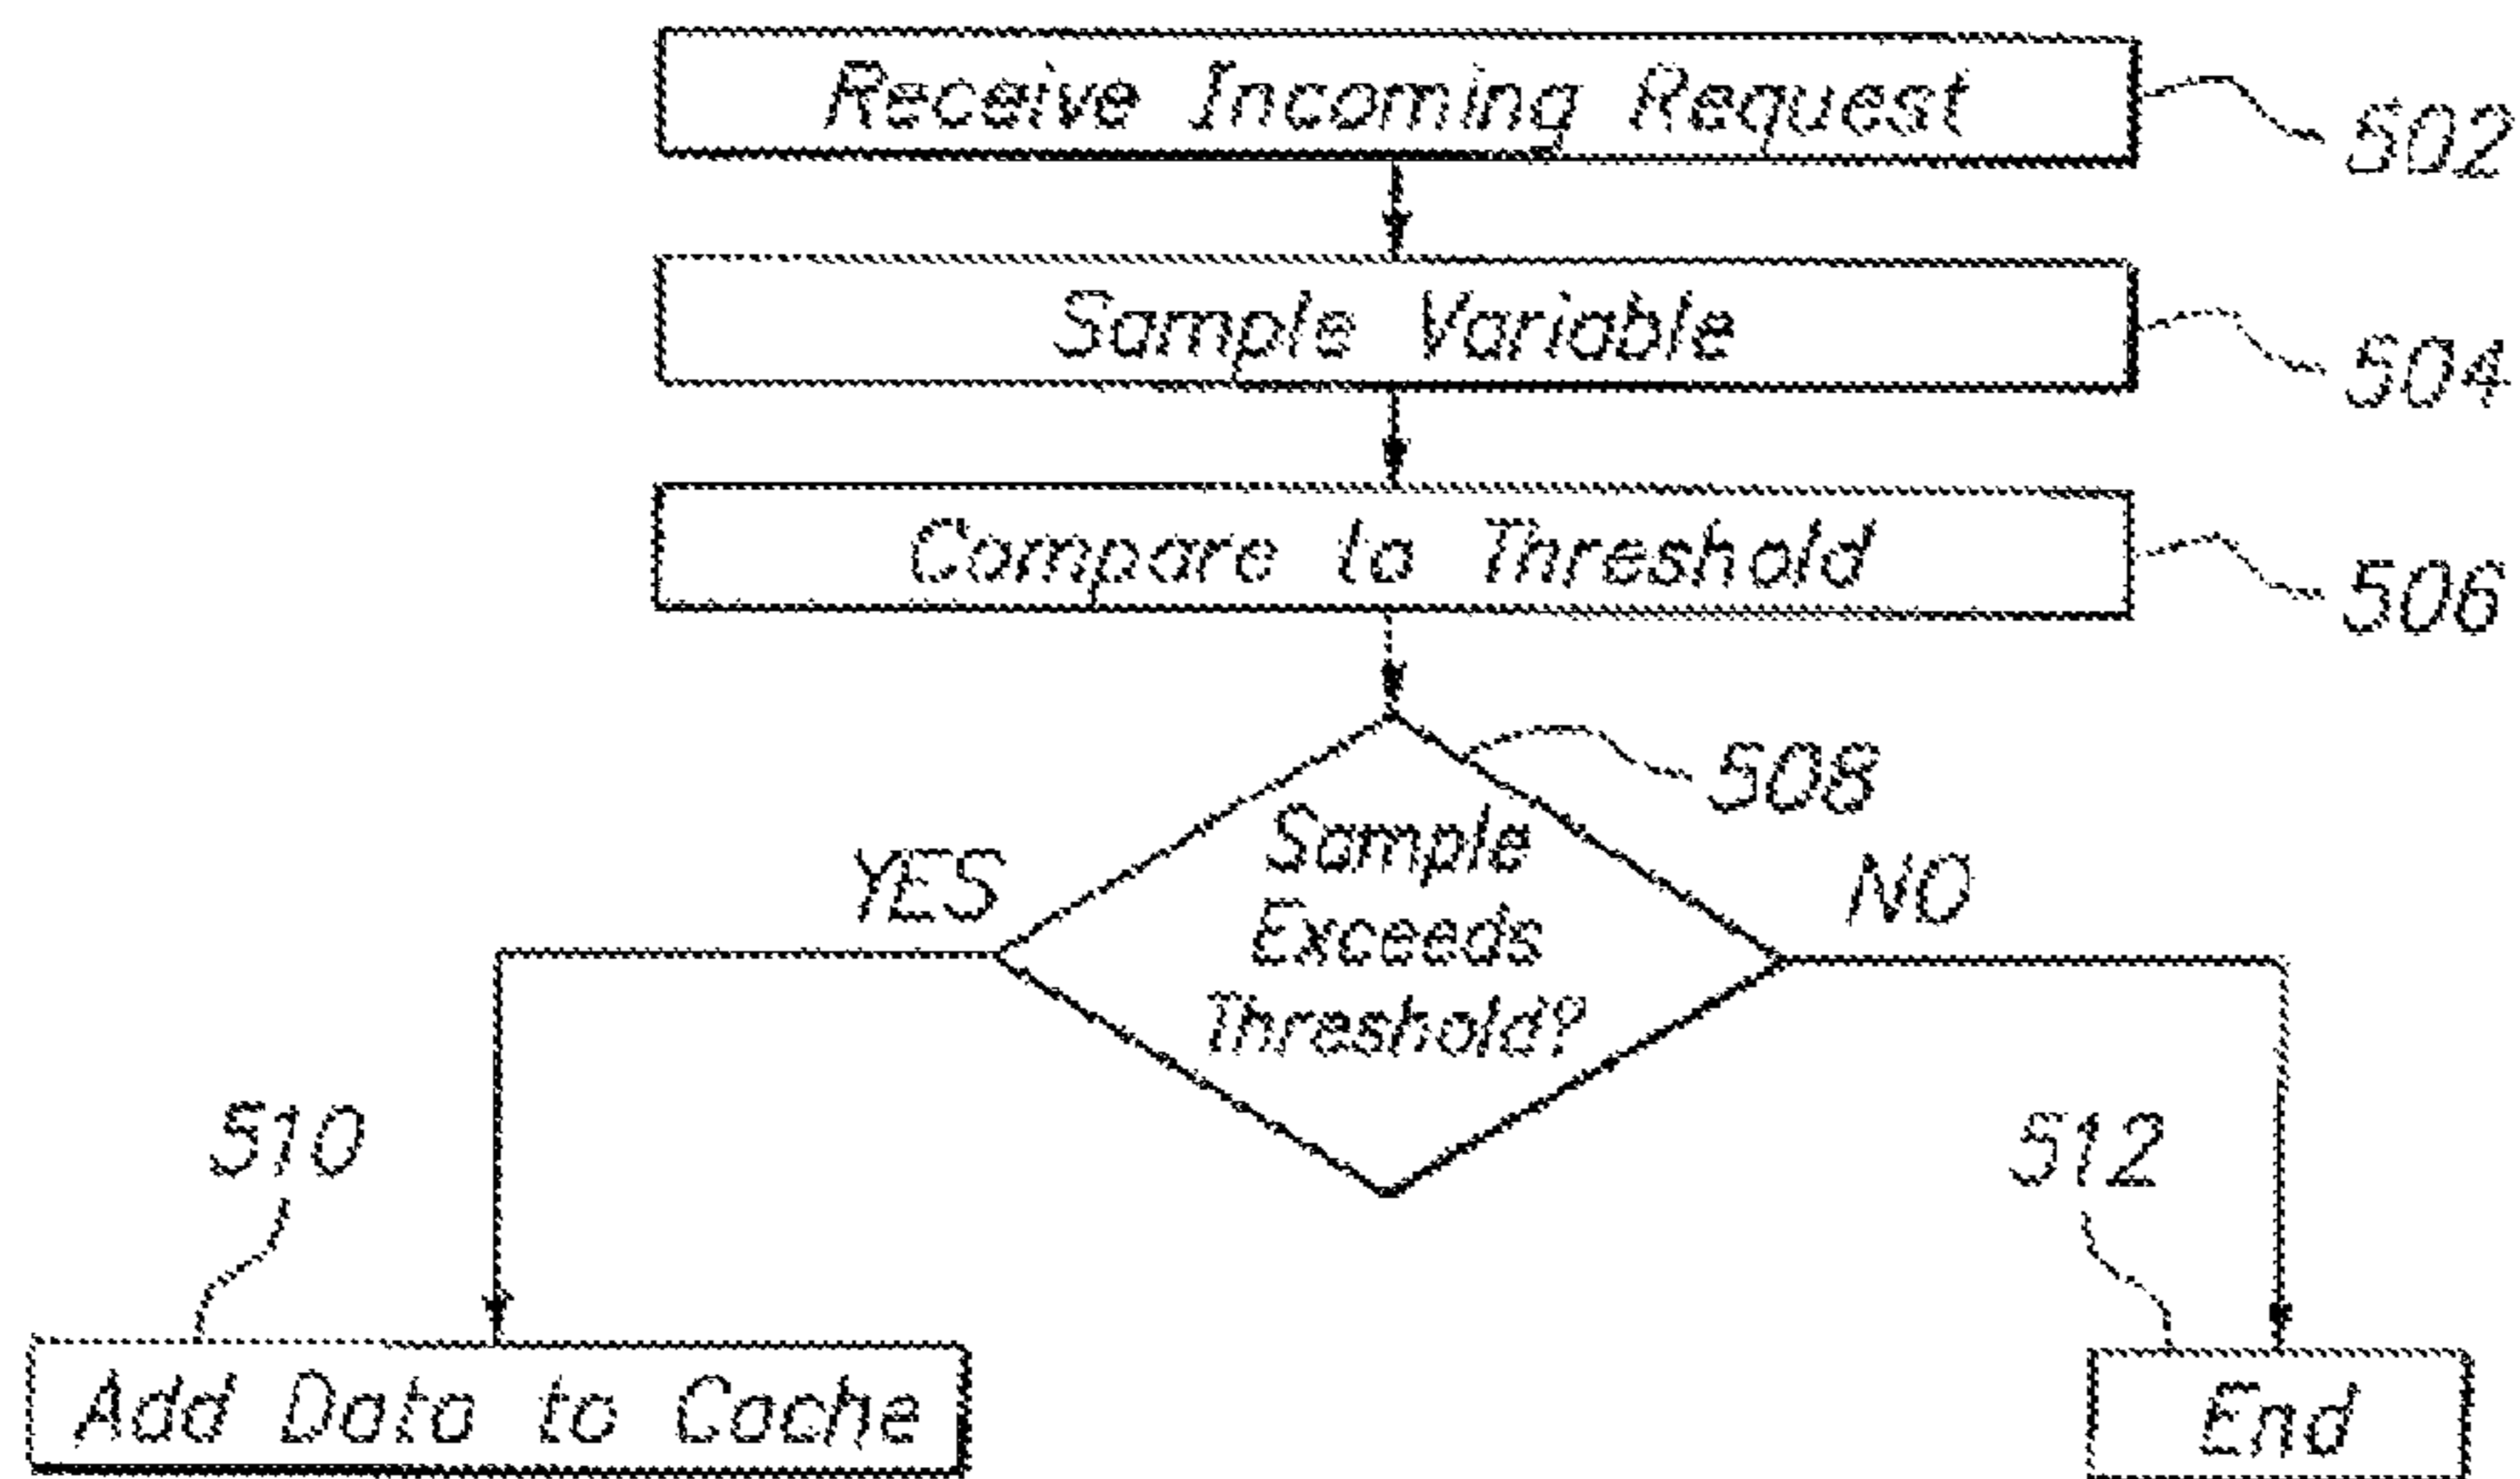 Receive Incoming Request
502
Sample Variable
504
Compare to Threshold
506
508
Sample
Exceeds
Threshold?
YES
NO
510
512
Add Data to Cache
End